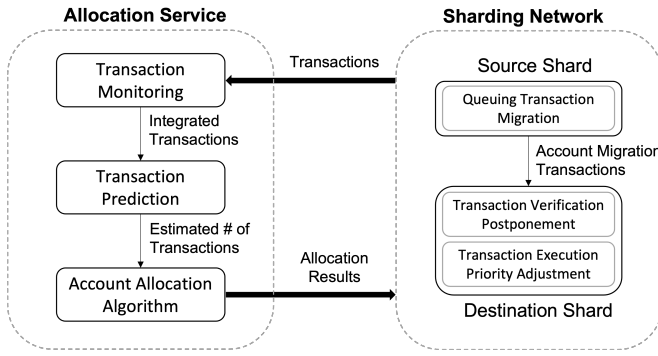 Allocation Service
Transaction
Monitoring
Integrated
Transactions
Transaction
Prediction
Estimated # of
Transactions
Account Allocation
Algorithm
Transactions
Allocation
Results
Sharding Network
Source Shard
Queuing Transaction
Migration
Account Migration
Transactions
Transaction Verification
Postponement
Transaction Execution
Priority Adjustment
Destination Shard